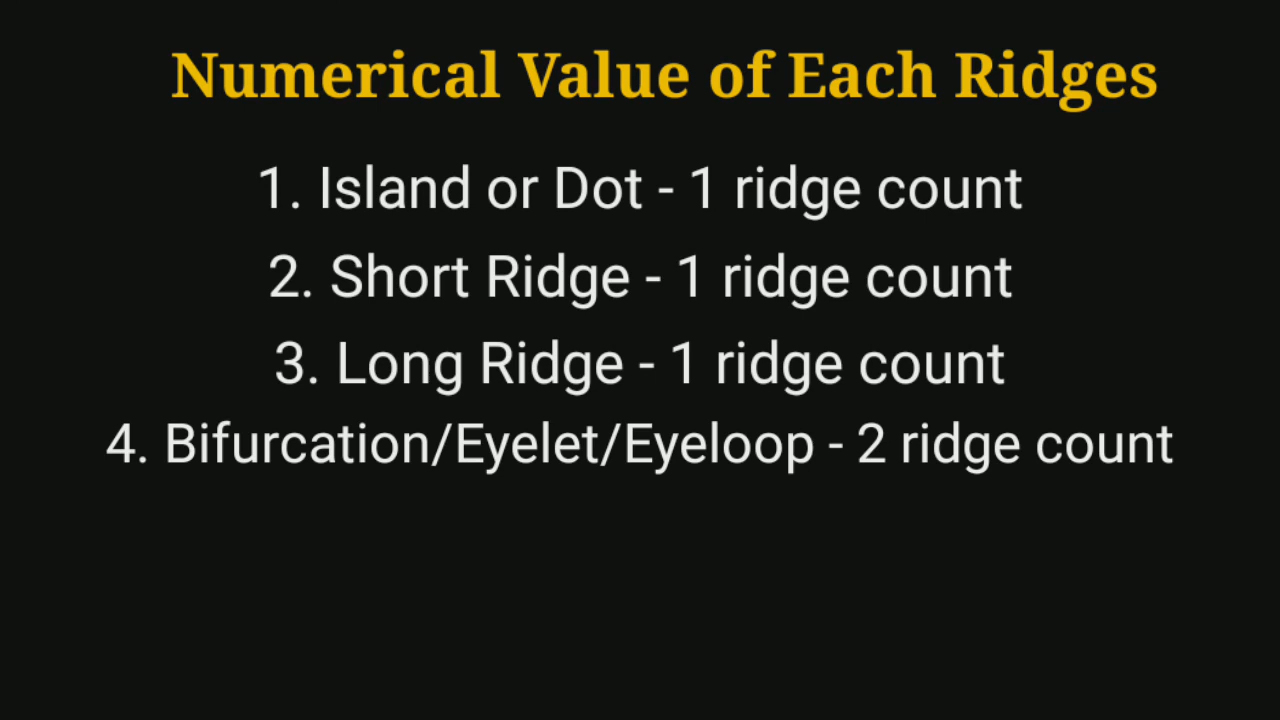 Numerical Value of Each Ridges
1. Island or Dot - 1 ridge count
2. Short Ridge - 1 ridge count
3. Long Ridge - 1 ridge count
4. Bifurcation/Eyelet/Eyeloop - 2 ridge count